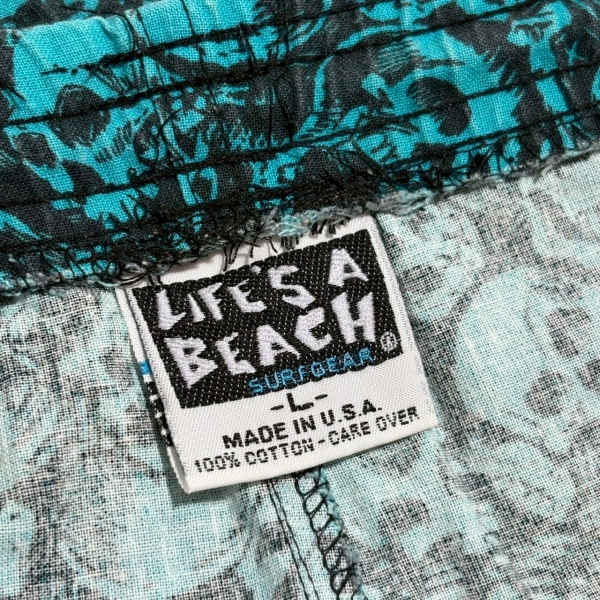 LIFE'S A
BEACH ®
SURFGEAR
-L-
MADE IN U.S.A.
100% COTTON - CARE OVER